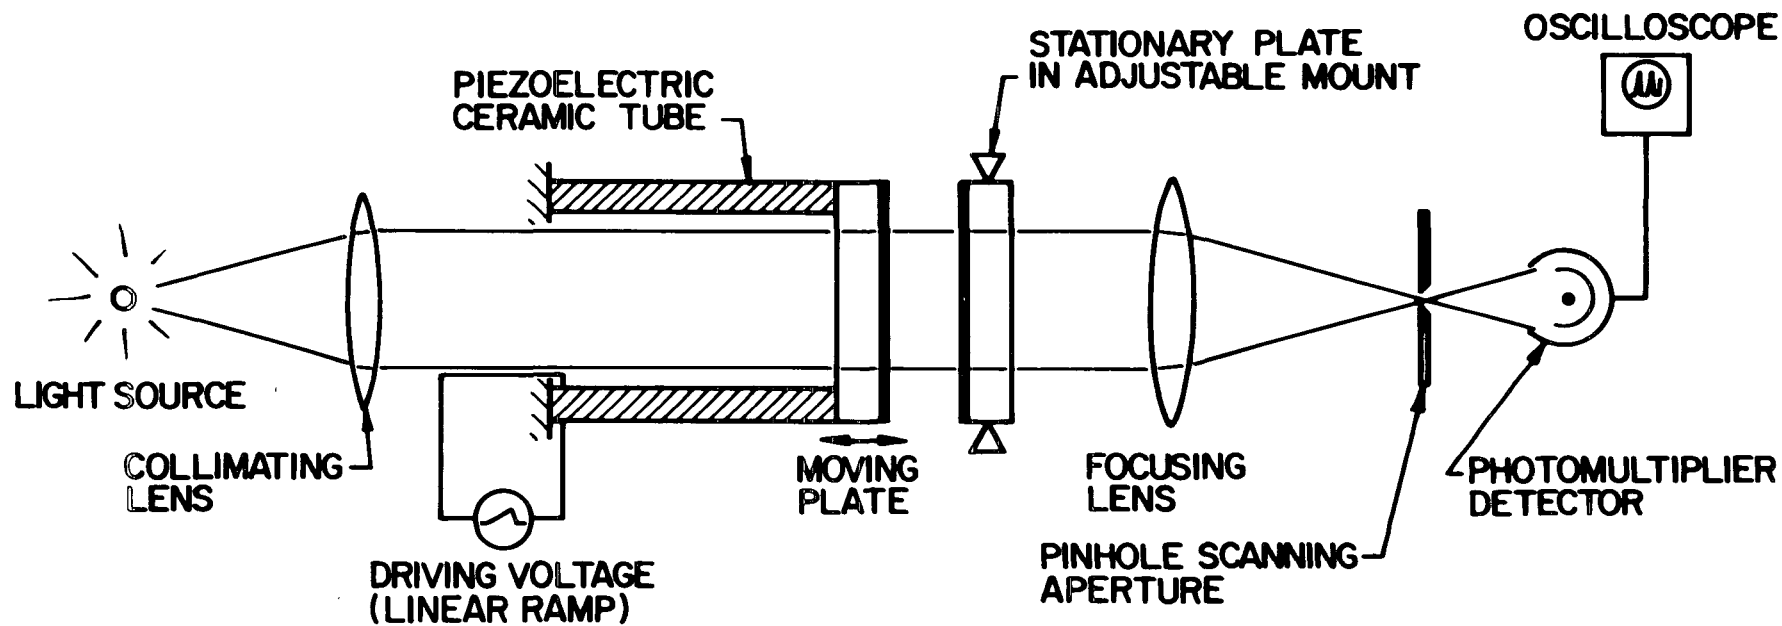 OSCILLOSCOPE
STATIONARY PLATE
IN ADJUSTABLE MOUNT
PIEZOELECTRIC
CERAMIC TUBE
LIGHT SOURCE
COLLIMATING
LENS
MOVING
PLATE
FOCUSING
LENS
PHOTOMULTIPLIER
DETECTOR
PINHOLE SCANNING
APERTURE
DRIVING VOLTAGE
(LINEAR RAMP)